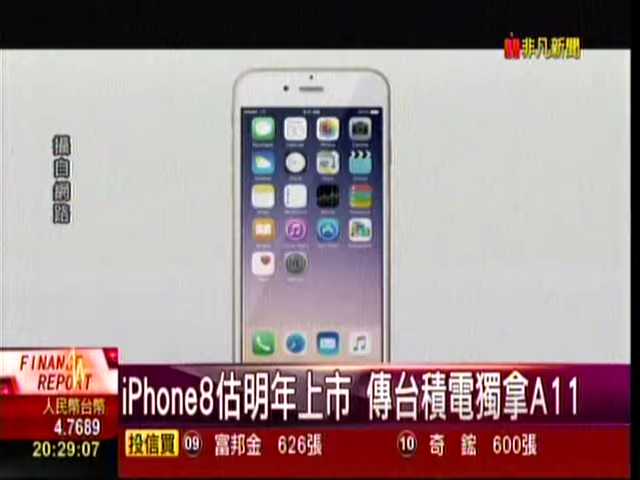 非凡新聞
攝自網路
FINAN
REPORT
人民幣台幣
4.7689
20:29:07
iPhone8估明年上市 傳台積電獨拿A11
投信買 09 富邦金 626張 10 奇鋐 600張